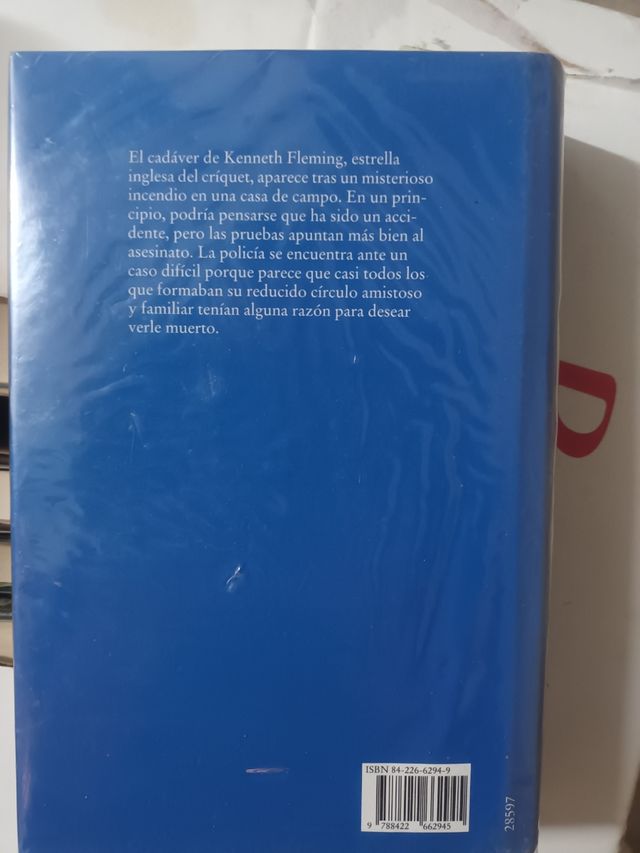 El cadáver de Kenneth Fleming, estrella
inglesa del críquet, aparece tras un misterioso
incendio en una casa de campo. En un prin-
cipio, podría pensarse que ha sido un acci-
dente, pero las pruebas apuntan más bien al
asesinato. La policía se encuentra ante un
caso difícil porque parece que casi todos los
que formaban su reducido círculo amistoso
y familiar tenían alguna razón para desear
verle muerto.
ISBN 84-226-6294-9
9 788422 662945
28597
R